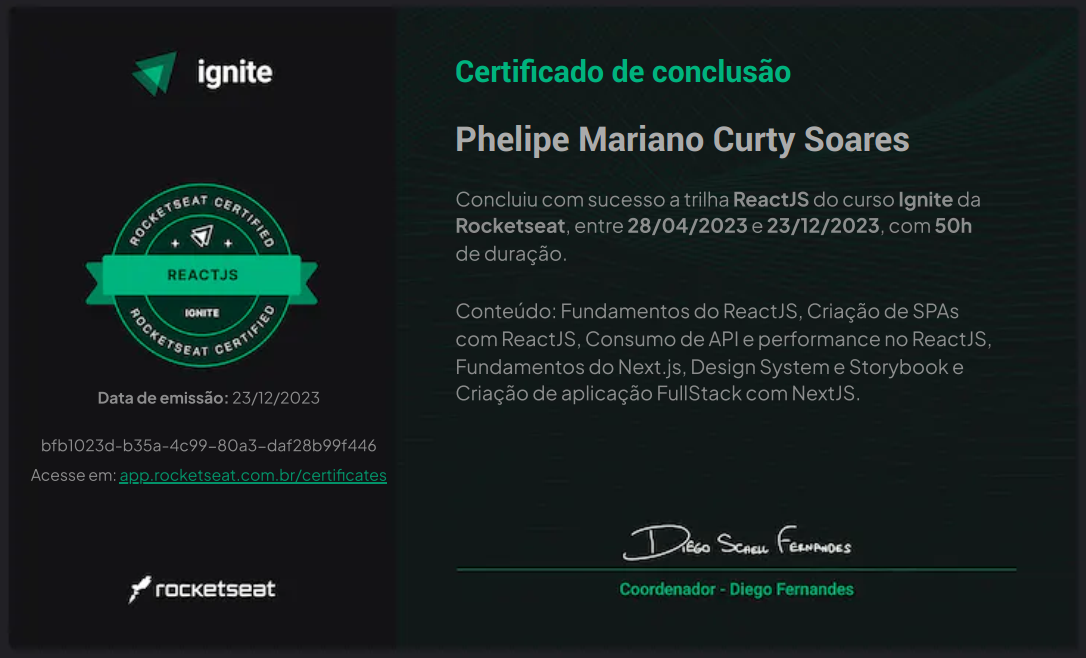 ignite
ROCKETSEAT CERTIFIED
REACTJS
IGNITE
ROCKETSEAT CERTIFIED
Data de emissão: 23/12/2023
bfb1023d-b35a-4c99-80a3-daf28b99f446
Acesse em: app.rocketseat.com.br/certificates
rocketseat
Certificado de conclusão
Phelipe Mariano Curty Soares
Concluiu com sucesso a trilha ReactJS do curso Ignite da
Rocketseat, entre 28/04/2023 e 23/12/2023, com 50h
de duração.
Conteúdo: Fundamentos do ReactJS, Criação de SPAs
com ReactJS, Consumo de API e performance no ReactJS,
Fundamentos do Next.js, Design System e Storybook e
Criação de aplicação FullStack com NextJS.
Diego Schell Fernandes
Coordenador - Diego Fernandes